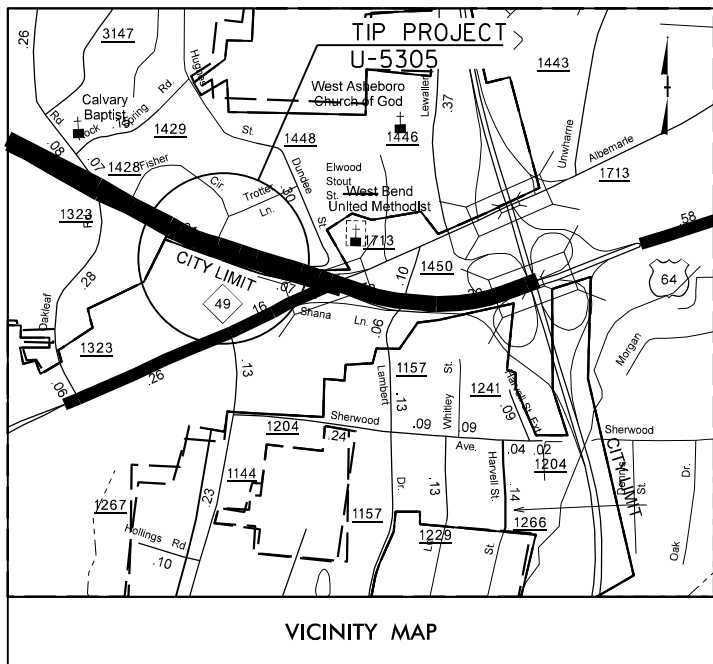 TIP PROJECT
U-5305
.26
3147
Hughes
1443
West Asheboro
Church of God
Lewallen
.37
Calvary
Baptist
Rock
Spring
Rd.
Rd.
1429
St.
1448
1446
Unwharrie
Albemarle
1713
.08
.07
1428
Fisher
Cir.
Trotter
Ln.
.30
Dundee
St.
Elwood
Stout
St.
West Bend
United Methodist
1713
1323
.58
CITY LIMIT
.07
.10
1450
64
.28
49
.16
Shana
Ln.
.06
Oakleaf
1323
.06
.26
.13
Lambert
1157
Whitley
St.
1241
.09
Harvell St. Ext.
Morgan
.13
Sherwood
.09
.09
Sherwood
1204
.24
Ave.
.04
.02
1204
CITY LIMIT
Dennis
St.
1144
.23
Dr.
.13
Harvell St.
.14
Dr.
1267
1157
1266
Hollings
Rd
1229
St.
Oak
.10
VICINITY MAP